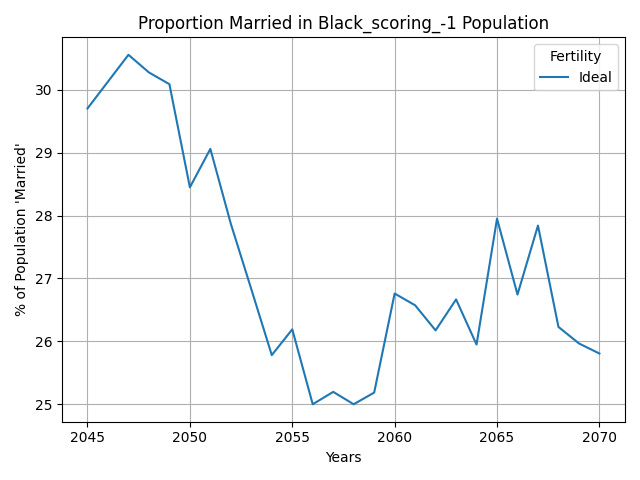 Proportion Married in Black_scoring_-1 Population
Fertility
Ideal
% of Population 'Married'
30
29
28
27
26
25
2045
2050
2055
2060
2065
2070
Years